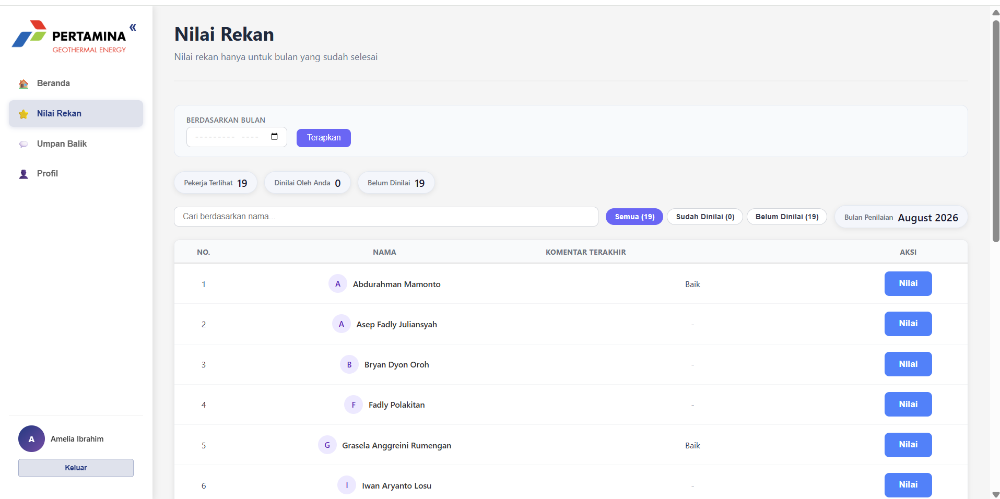 PERTAMINA
GEOTHERMAL ENERGY
«
Beranda
Nilai Rekan
Umpan Balik
Profil
A
Amelia Ibrahim
Keluar
Nilai Rekan
Nilai rekan hanya untuk bulan yang sudah selesai
BERDASARKAN BULAN
--------- ----
Terapkan
Pekerja Terlihat 19
Dinilai Oleh Anda 0
Belum Dinilai 19
Cari berdasarkan nama...
Semua (19)
Sudah Dinilai (0)
Belum Dinilai (19)
Bulan Penilaian August 2026
NO. NAMA KOMENTAR TERAKHIR AKSI
1 A Abdurahman Mamonto Baik Nilai
2 A Asep Fadly Juliansyah - Nilai
3 B Bryan Dyon Oroh - Nilai
4 F Fadly Polakitan - Nilai
5 G Grasela Anggreini Rumengan Baik Nilai
6 I Iwan Aryanto Losu - Nilai